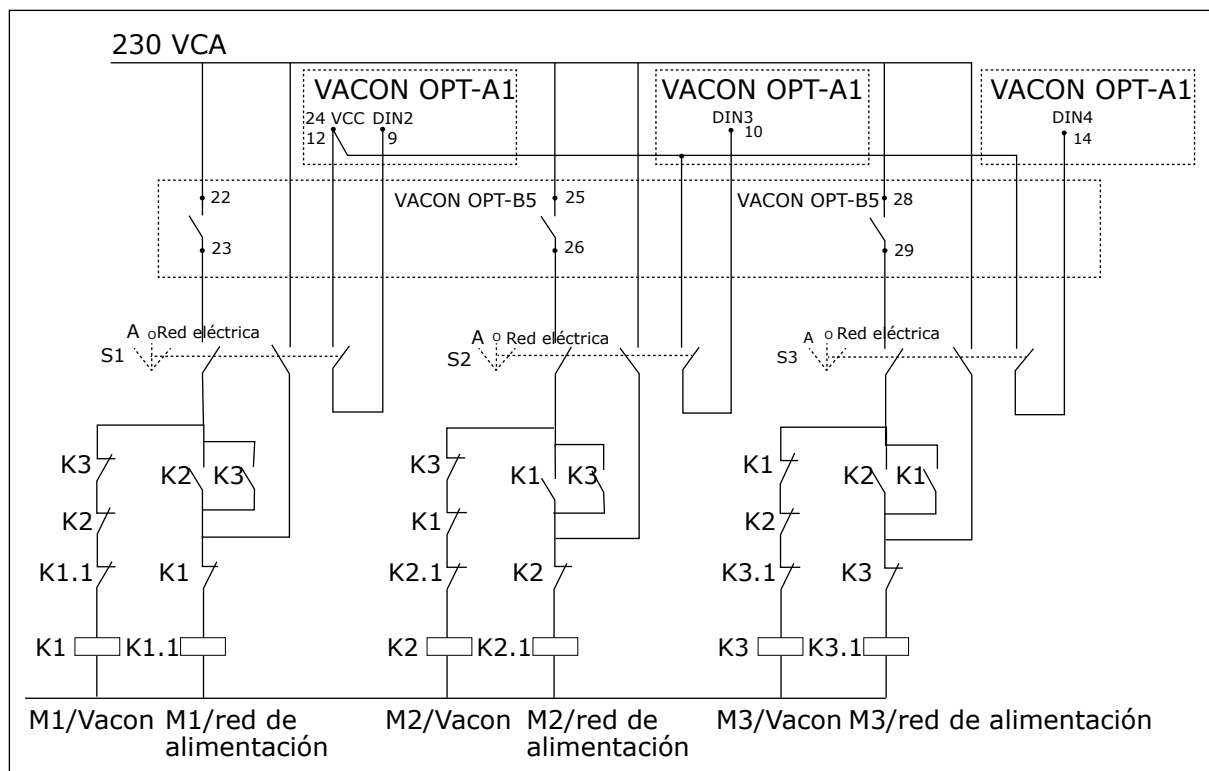 230 VCA
VACON OPT-A1
VACON OPT-A1
VACON OPT-A1
24 VCC DIN2
DIN3
DIN4
12
9
10
14
22
VACON OPT-B5
25
VACON OPT-B5
28
23
26
29
A O Red eléctrica
A O Red eléctrica
A O Red eléctrica
S1
S2
S3
K3
K2
K3
K3
K1
K3
K1
K2
K1
K2
K1
K2
K1.1
K1
K2.1
K2
K3.1
K3
K1
K1.1
K2
K2.1
K3
K3.1
M1/Vacon
M1/red de
alimentación
M2/Vacon
M2/red de
alimentación
M3/Vacon
M3/red de alimentación